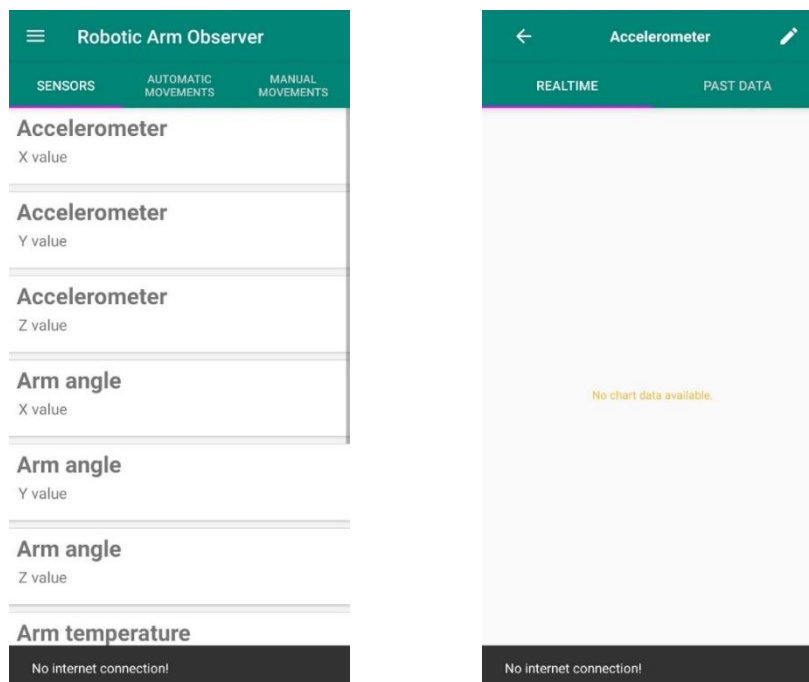 Robotic Arm Observer
SENSORS
AUTOMATIC
MOVEMENTS
MANUAL
MOVEMENTS
Accelerometer
X value
Accelerometer
Y value
Accelerometer
Z value
Arm angle
X value
Arm angle
Y value
Arm angle
Z value
Arm temperature
No internet connection!
Accelerometer
REALTIME
PAST DATA
No chart data available.
No internet connection!